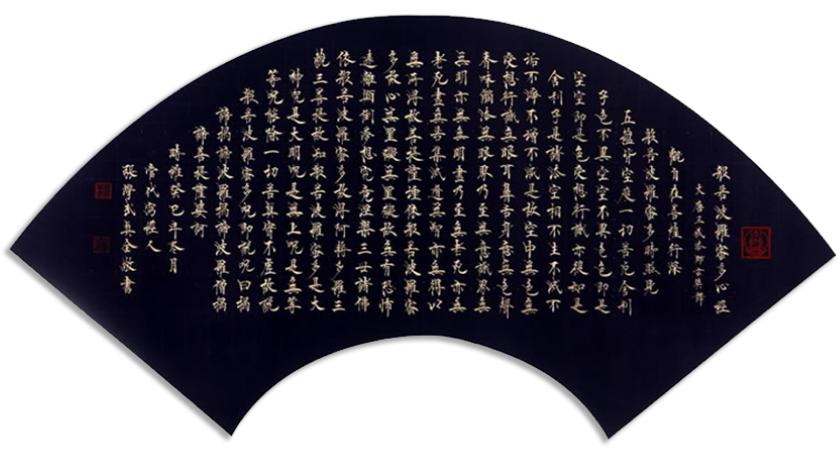 般若波羅蜜多心經
大唐三藏法師玄奘譯
觀自在菩薩行深
般若波羅蜜多時照見
五蘊皆空度一切苦厄舍利
子色不異空空不異色色即是
空空即是色受想行識亦復如是
舍利子是諸法空相不生不滅不
垢不淨不增不減是故空中無色無
受想行識無眼耳鼻舌身意無色聲
香味觸法無眼界乃至無意識界無
無明亦無無明盡乃至無老死亦無
老死盡無苦集滅道無智亦無得以
無所得故菩提薩埵依般若波羅蜜
多故心無罣礙無罣礙故無有恐怖
遠離顛倒夢想究竟涅槃三世諸佛
依般若波羅蜜多故得阿耨多羅三
藐三菩提故知般若波羅蜜多是大
神咒是大明咒是無上咒是無等
等咒能除一切苦真實不虛故說
般若波羅蜜多咒即說咒曰揭
諦揭諦波羅揭諦波羅僧揭
諦菩提薩婆訶
時維癸巳年冬月
當代寫經人
武真金敬書